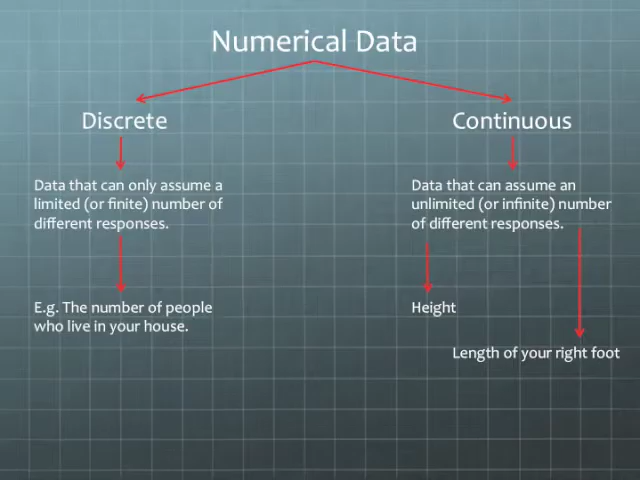 Numerical Data
Discrete
Continuous
Data that can only assume a
limited (or finite) number of
different responses.
Data that can assume an
unlimited (or infinite) number
of different responses.
E.g. The number of people
who live in your house.
Height
Length of your right foot